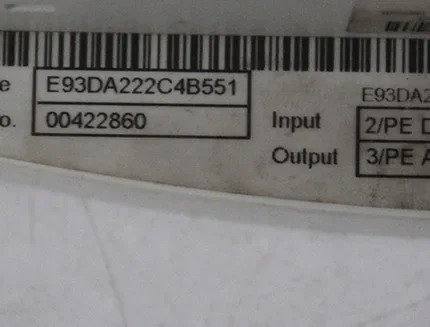 e E93DA222C4B551 E93DA2
o. 00422860 Input 2/PE D
Output 3/PE A